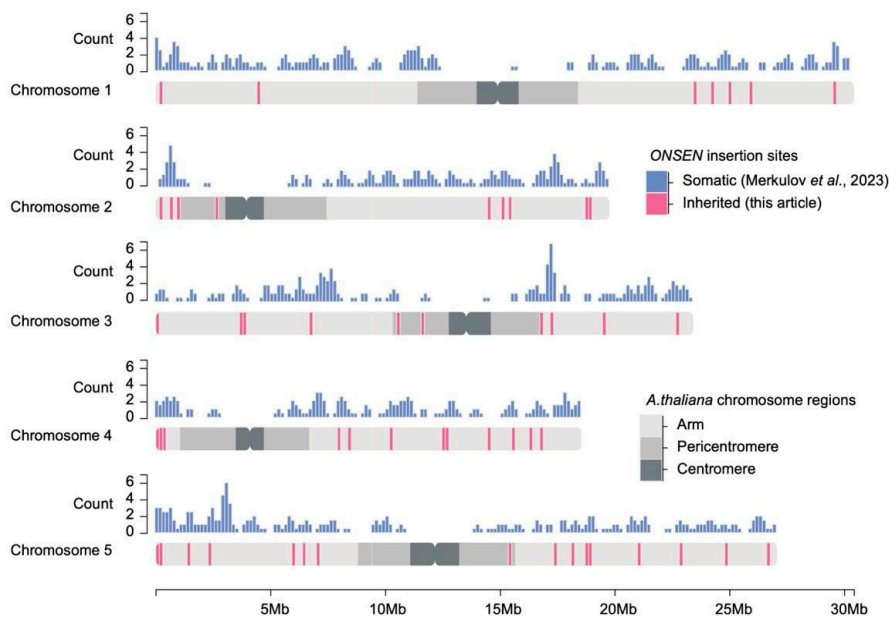 6
4
2
0
Count
Chromosome 1
6
4
2
0
Count
Chromosome 2
ONSEN insertion sites
Somatic (Merkulov et al., 2023)
Inherited (this article)
6
4
2
0
Count
Chromosome 3
6
4
2
0
Count
Chromosome 4
A.thaliana chromosome regions
Arm
Pericentromere
Centromere
6
4
2
0
Count
Chromosome 5
5Mb 10Mb 15Mb 20Mb 25Mb 30Mb